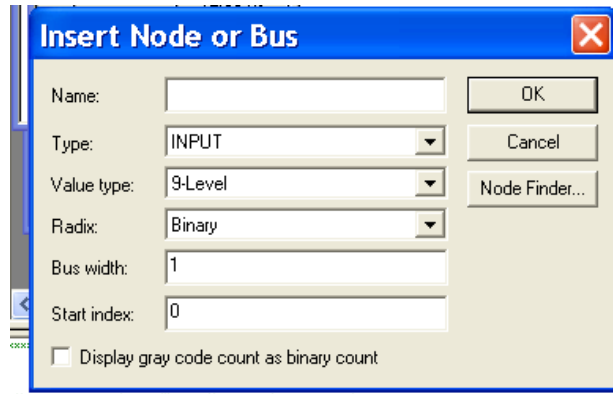 Insert Node or Bus
Name:
OK
Type:
INPUT
Cancel
Value type:
9-Level
Node Finder...
Radix:
Binary
Bus width:
1
Start index:
0
Display gray code count as binary count